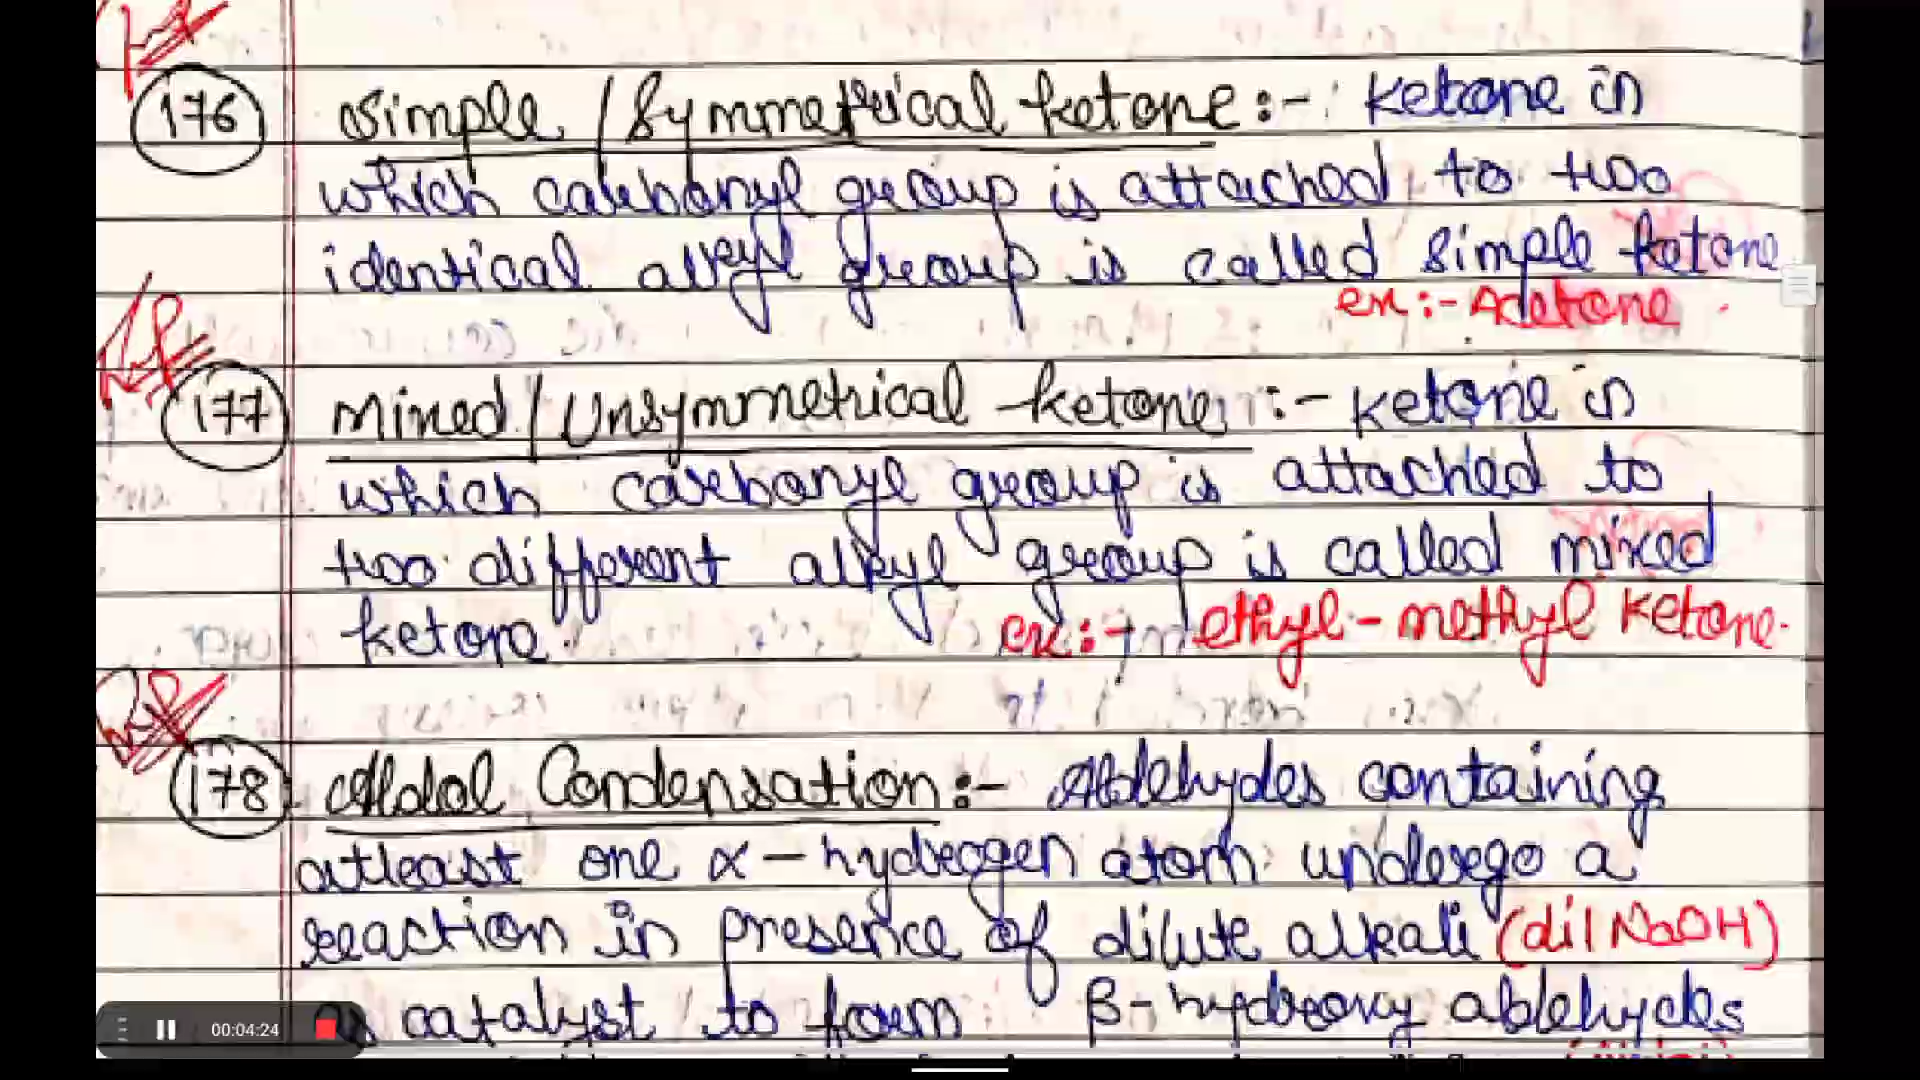 176 Simple / Symmetrical ketone :- Ketone in
which carbonyl group is attached to two
identical alkyl group is called simple ketone
ex :- Acetone
177 Mixed / Unsymmetrical ketone :- Ketone in
which carbonyl group is attached to
two different alkyl group is called mixed
ketone. ex :- ethyl-methyl ketone.
178 Aldol Condensation :- Aldehydes containing
atleast one α-hydrogen atom undergo a
reaction in presence of dilute alkali (dil NaOH)
as catalyst to form β-hydroxy aldehydes
00:04:24